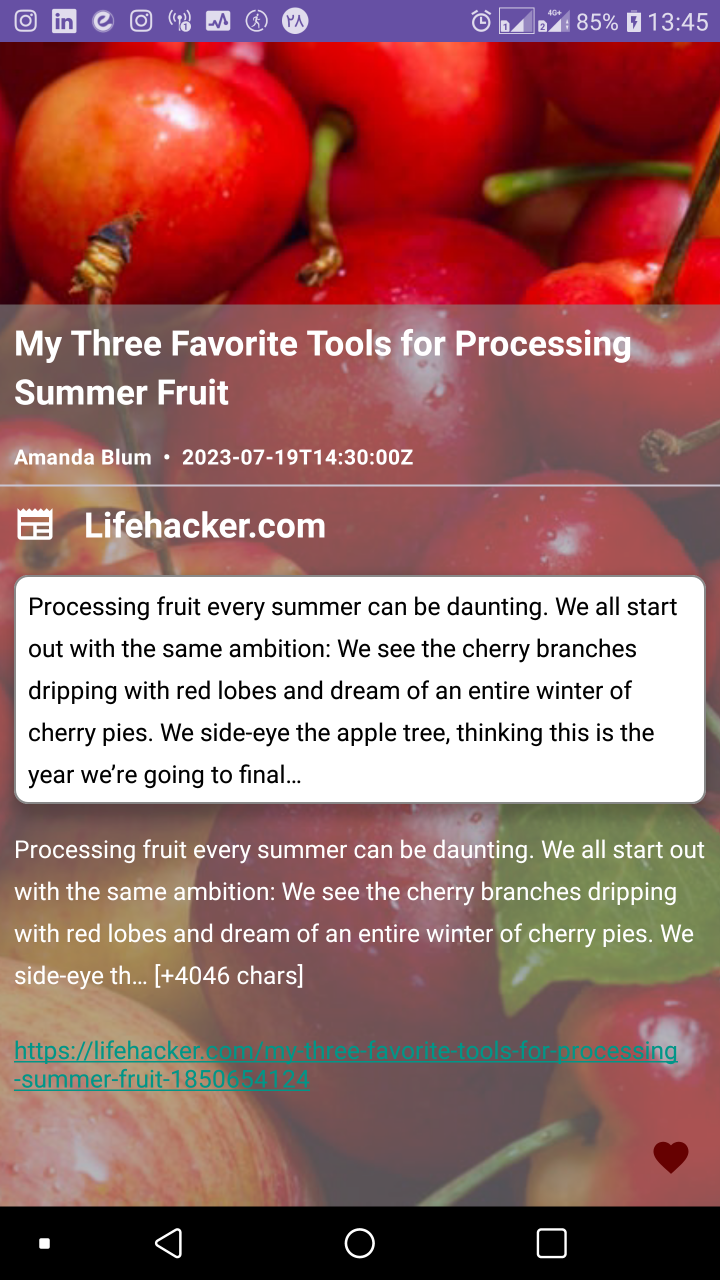 in
1
۲۸
1
2
4G+
85%
13:45
My Three Favorite Tools for Processing
Summer Fruit
Amanda Blum • 2023-07-19T14:30:00Z
Lifehacker.com
Processing fruit every summer can be daunting. We all start
out with the same ambition: We see the cherry branches
dripping with red lobes and dream of an entire winter of
cherry pies. We side-eye the apple tree, thinking this is the
year we’re going to final…
Processing fruit every summer can be daunting. We all start out
with the same ambition: We see the cherry branches dripping
with red lobes and dream of an entire winter of cherry pies. We
side-eye th… [+4046 chars]
https://lifehacker.com/my-three-favorite-tools-for-processing
-summer-fruit-1850654124